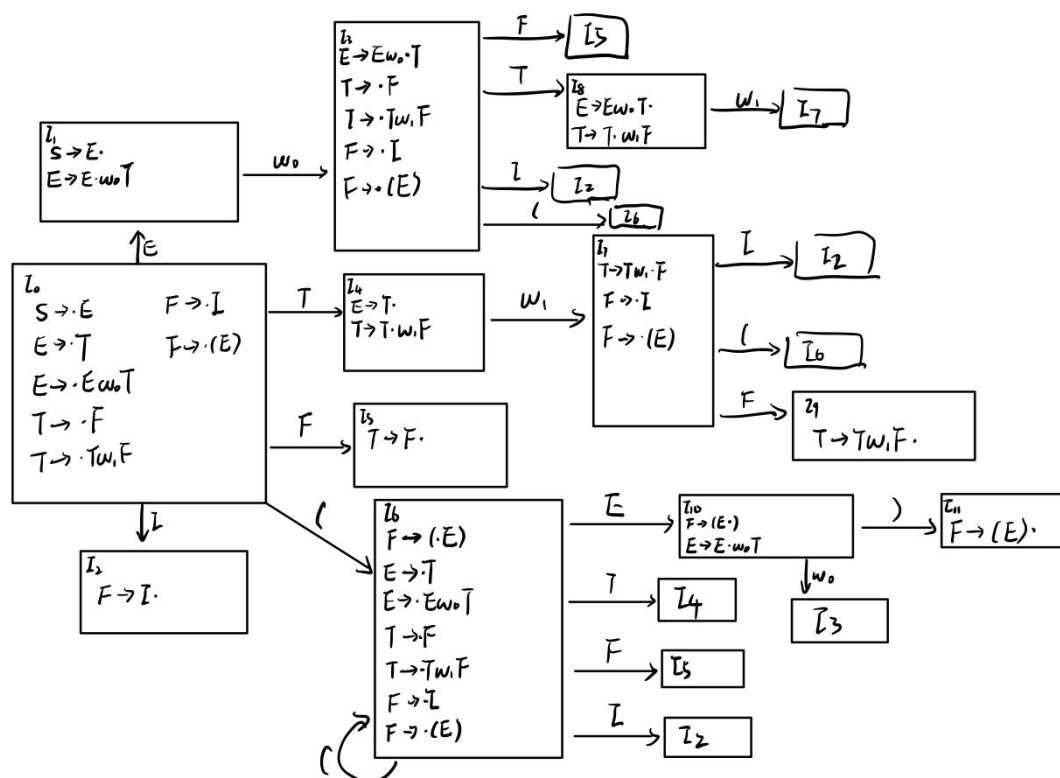 I₁
S→E·
E→E·w₀T
w₀
I₃
E→Ew₀·T
T→·F
I→·Tw₁F
F→·I
F→·(E)
F
I5
T
I₈
E→Ew₀T·
T→T·w₁F
w₁
I7
I
I2
(
I6
E
I₀
S→·E
E→·T
E→·Ew₀T
T→·F
T→·Tw₁F
F→·I
F→·(E)
T
I₄
E→T·
T→T·w₁F
w₁
I₇
T→Tw₁·F
F→·I
F→·(E)
I
I2
(
I6
F
I9
T→Tw₁F·
F
I₅
T→F·
I
I₂
F→I·
(
I₆
F→(·E)
E→·T
E→·Ew₀T
T→·F
T→·Tw₁F
F→·I
F→·(E)
(
E
I₁₀
F→(E·)
E→E·w₀T
)
I₁₁
F→(E)·
w₀
I3
T
I4
F
I5
I
I2